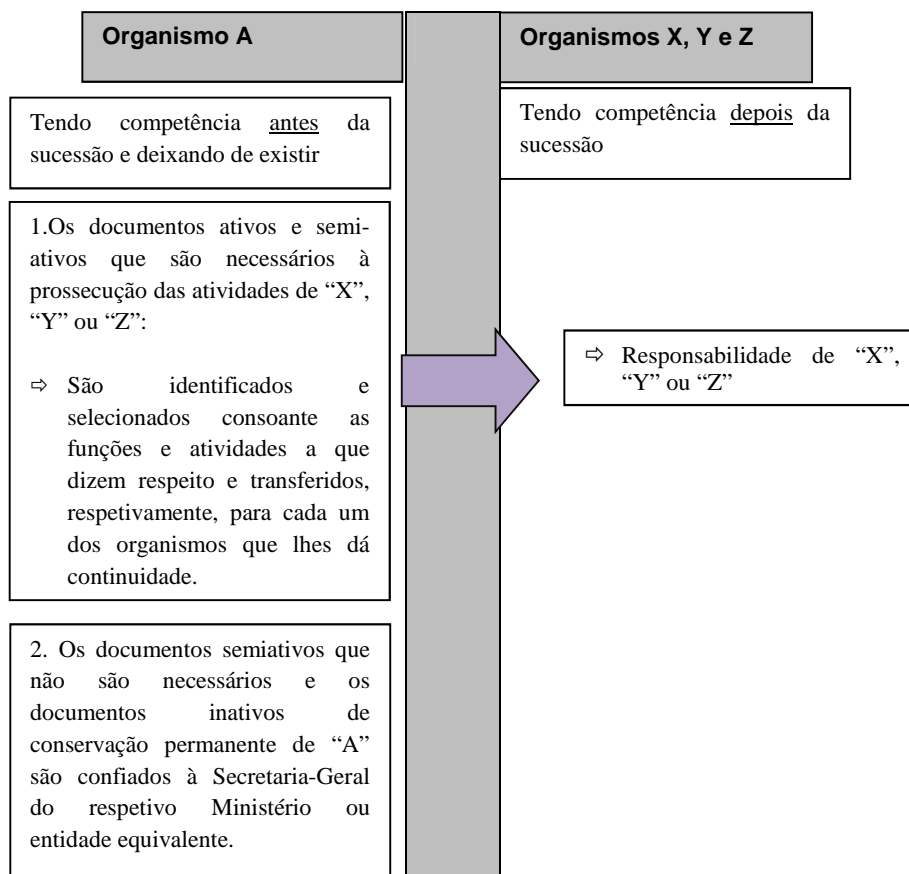 Organismo A
Organismos X, Y e Z
Tendo competência antes da
sucessão e deixando de existir
Tendo competência depois da
sucessão
1.Os documentos ativos e semi-
ativos que são necessários à
prossecução das atividades de “X”,
“Y” ou “Z”:
⇨ São identificados e
selecionados consoante as
funções e atividades a que
dizem respeito e transferidos,
respetivamente, para cada um
dos organismos que lhes dá
continuidade.
⇨ Responsabilidade de “X”,
“Y” ou “Z”
2. Os documentos semiativos que
não são necessários e os
documentos inativos de
conservação permanente de “A”
são confiados à Secretaria-Geral
do respetivo Ministério ou
entidade equivalente.